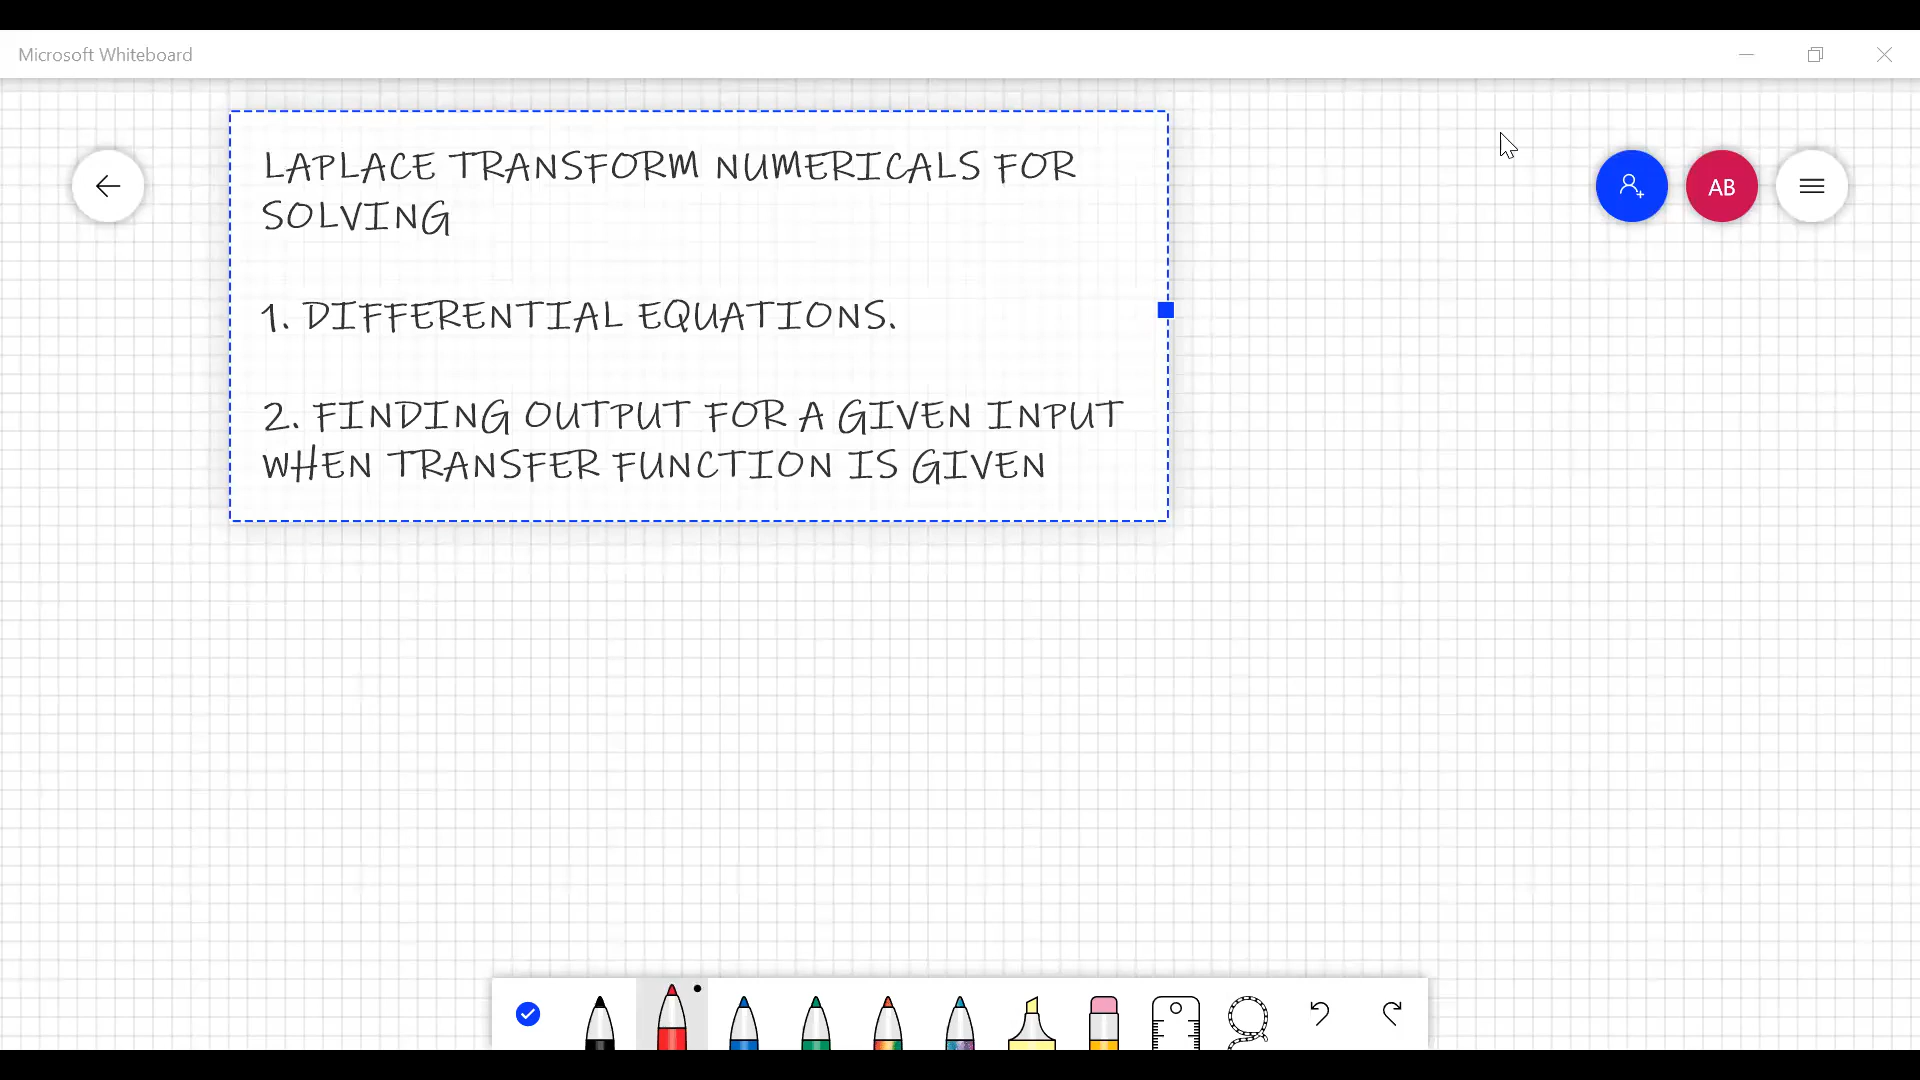 Microsoft Whiteboard
LAPLACE TRANSFORM NUMERICALS FOR
SOLVING
1. DIFFERENTIAL EQUATIONS.
2. FINDING OUTPUT FOR A GIVEN INPUT
WHEN TRANSFER FUNCTION IS GIVEN
AB